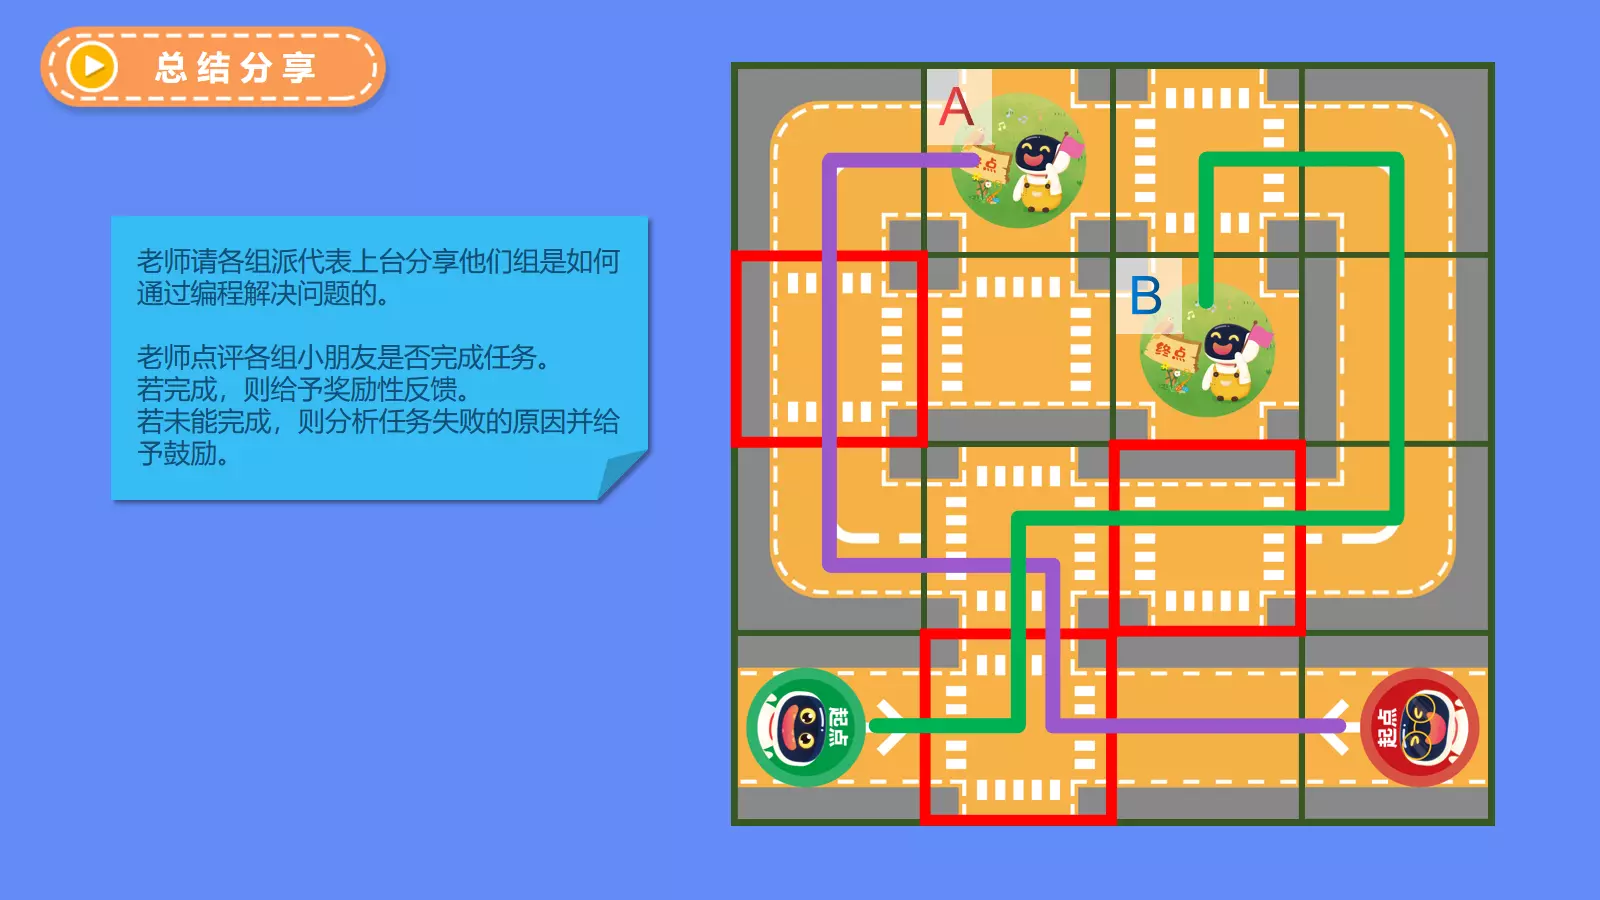 总结分享
A
终点
老师请各组派代表上台分享他们组是如何
通过编程解决问题的。
老师点评各组小朋友是否完成任务。
若完成，则给予奖励性反馈。
若未能完成，则分析任务失败的原因并给
予鼓励。
B
终点
起点
起点